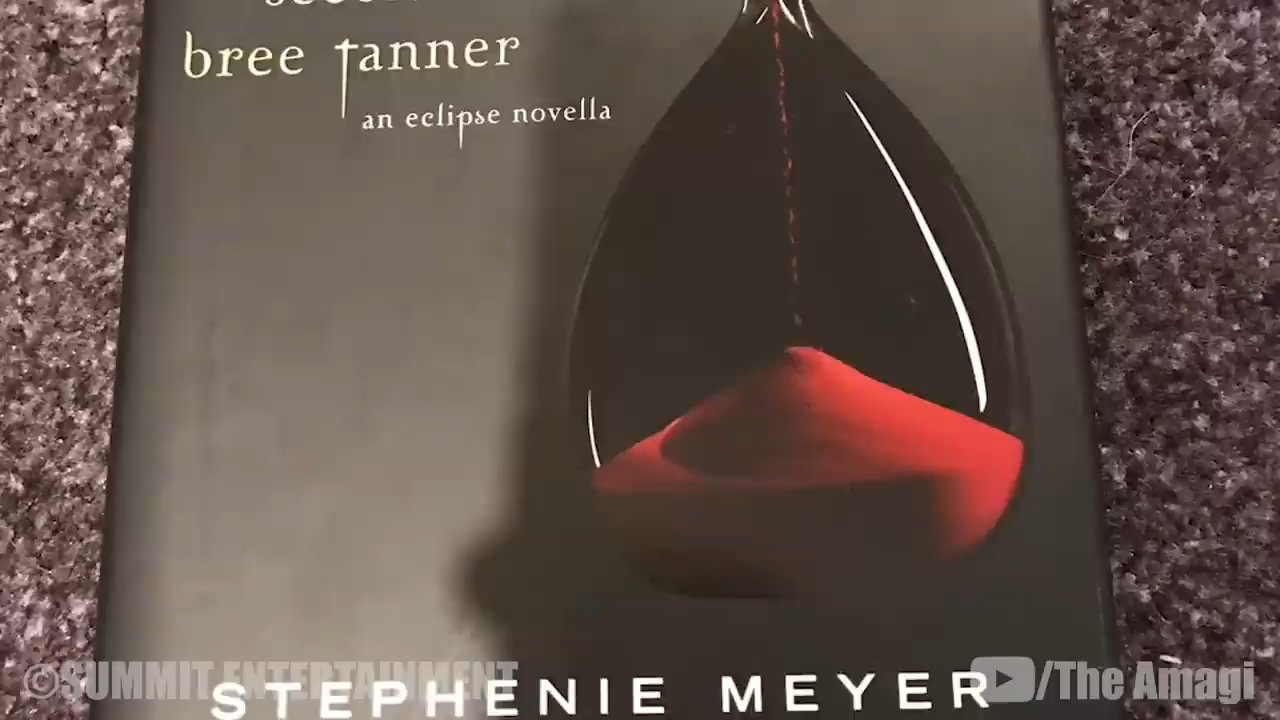 bree tanner
an eclipse novella
STEPHENIE MEYER
©SUMMIT ENTERTAINMENT
/The Amagi